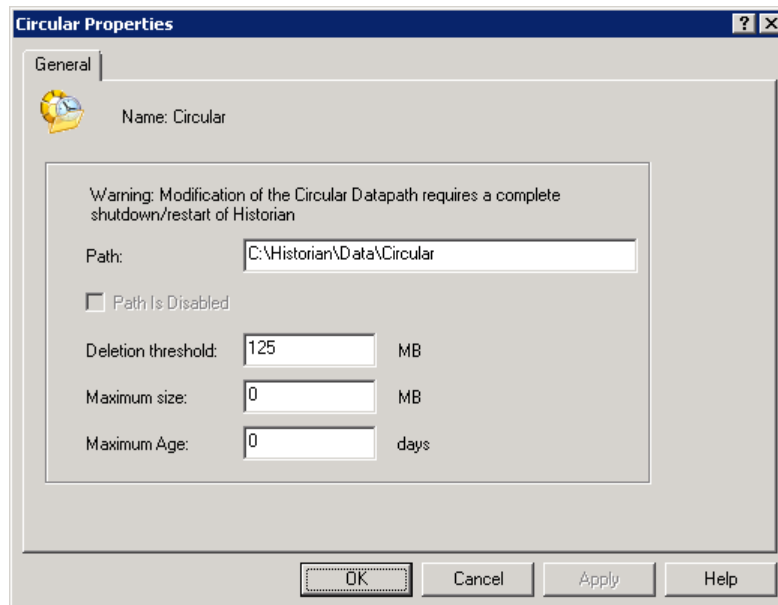 Circular Properties
General
Name: Circular
Warning: Modification of the Circular Datapath requires a complete
shutdown/restart of Historian
Path: C:\Historian\Data\Circular
Path Is Disabled
Deletion threshold: 125 MB
Maximum size: 0 MB
Maximum Age: 0 days
OK Cancel Apply Help